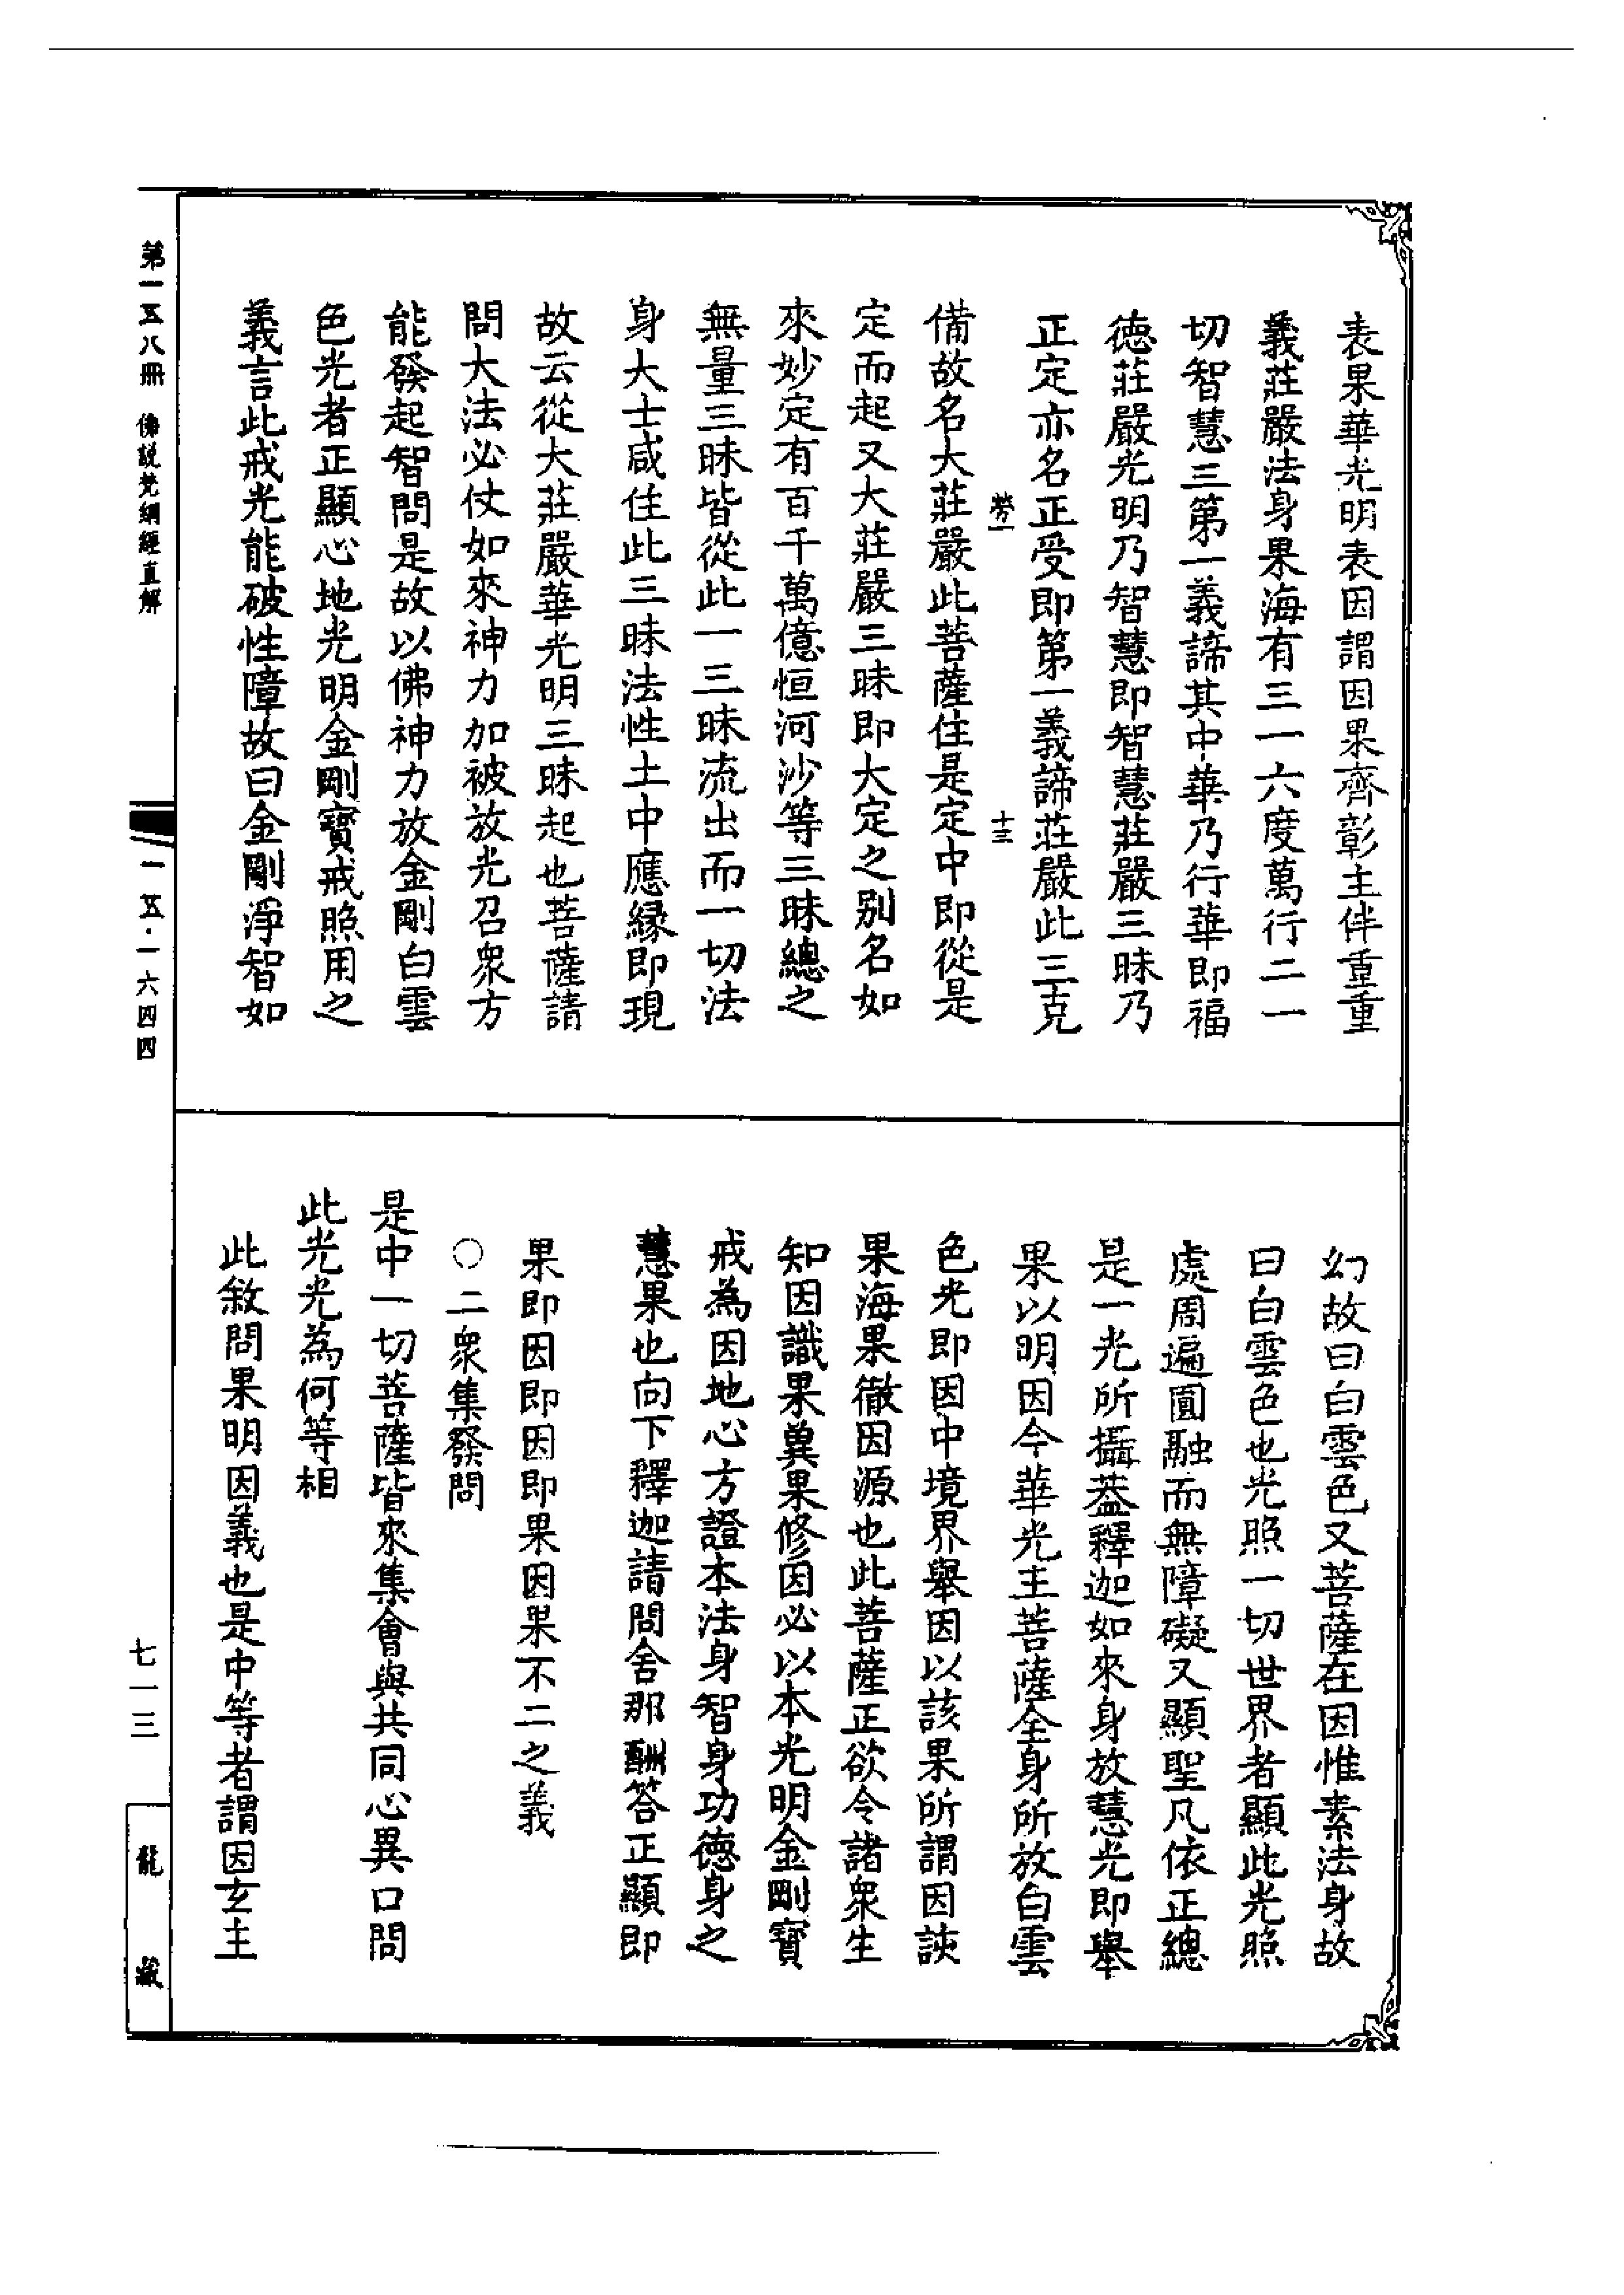 表果華光明表因謂因果齊彰主伴重重
義莊嚴法身果海有三一六度萬行二一
切智慧三第一義諦其中華乃行華即福
德莊嚴光明乃智慧即智慧莊嚴三昧乃
正定亦名正受即第一義諦莊嚴此三克
勞一
十三
備故名大莊嚴此菩薩住是定中即從是
定而起又大莊嚴三昧即大定之別名如
來妙定有百千萬億恒河沙等三昧總之
無量三昧皆從此一三昧流出而一切法
身大士咸住此三昧法性土中應緣即現
故云從大莊嚴華光明三昧起也菩薩請
問大法必仗如來神力加被放光召衆方
能發起智問是故以佛神力放金剛白雲
色光者正顯心地光明金剛寶戒照用之
義言此戒光能破性障故曰金剛淨智如
幻故曰白雲色又菩薩在因惟素法身故
曰白雲色也光照一切世界者顯此光照
處周遍圓融而無障礙又顯聖凡依正總
是一光所攝葢釋迦如來身放慧光即舉
果以明因今華光主菩薩全身所放白雲
色光即因中境界舉因以該果所謂因該
果海果徹因源也此菩薩正欲令諸衆生
知因識果兾果修因必以本光明金剛寶
戒為因地心方證本法身智身功德身之
慧果也向下釋迦請問舍那酬答正顯即
果即因即因即果因果不二之義
○二衆集發問
是中一切菩薩皆來集會與共同心異口問
此光光為何等相
此敘問果明因義也是中等者謂因玄主
第一五八冊 佛説梵網經直解
一五·一六四四
七一三
龍藏